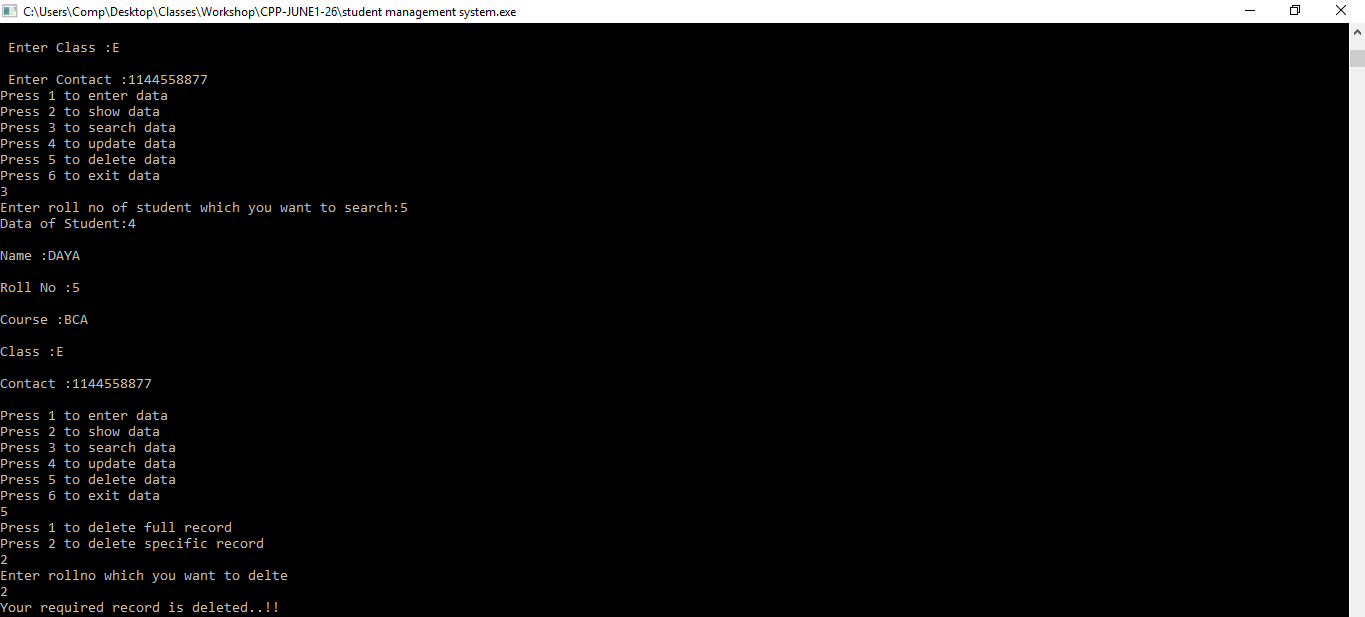 C:\Users\Comp\Desktop\Classes\Workshop\CPP-JUNE1-26\student management system.exe
Enter Class :E
Enter Contact :1144558877
Press 1 to enter data
Press 2 to show data
Press 3 to search data
Press 4 to update data
Press 5 to delete data
Press 6 to exit data
3
Enter roll no of student which you want to search:5
Data of Student:4
Name :DAYA
Roll No :5
Course :BCA
Class :E
Contact :1144558877
Press 1 to enter data
Press 2 to show data
Press 3 to search data
Press 4 to update data
Press 5 to delete data
Press 6 to exit data
5
Press 1 to delete full record
Press 2 to delete specific record
2
Enter rollno which you want to delte
2
Your required record is deleted..!!